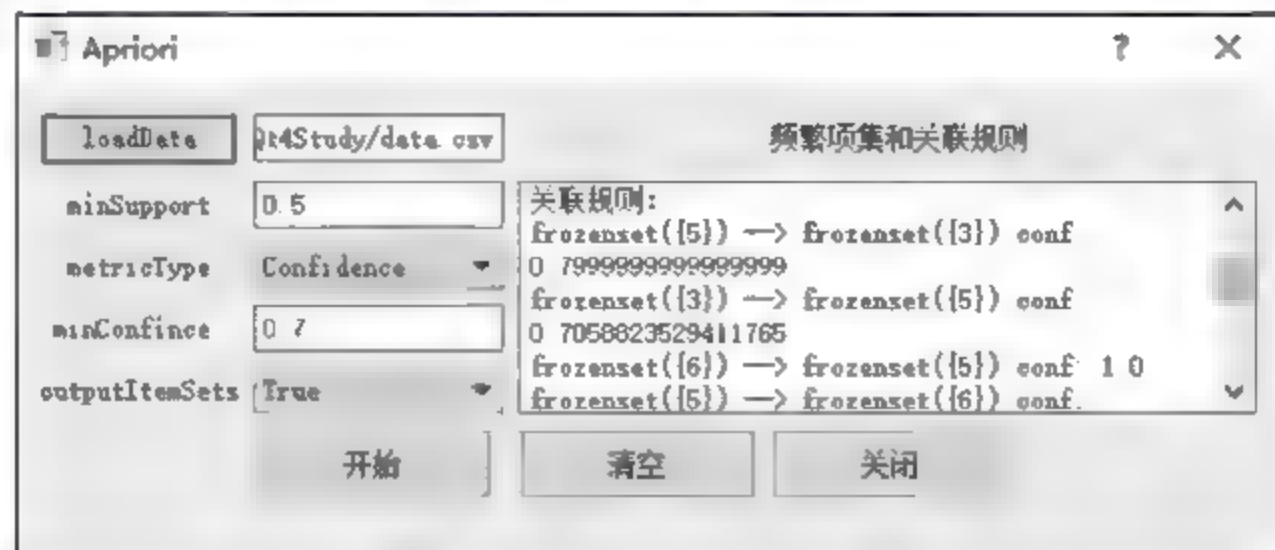 Apriori
loadData
Qt4Study/data.csv
频繁项集和关联规则
minSupport
0.5
metricType
Confidence
minConfince
0.7
outputItemSets
True
关联规则:
frozenset({5}) —> frozenset({3}) conf
0.7999999999999999
frozenset({3}) —> frozenset({5}) conf
0.7058823529411765
frozenset({6}) —> frozenset({5}) conf: 1.0
frozenset({5}) —> frozenset({6}) conf:
开始
清空
关闭